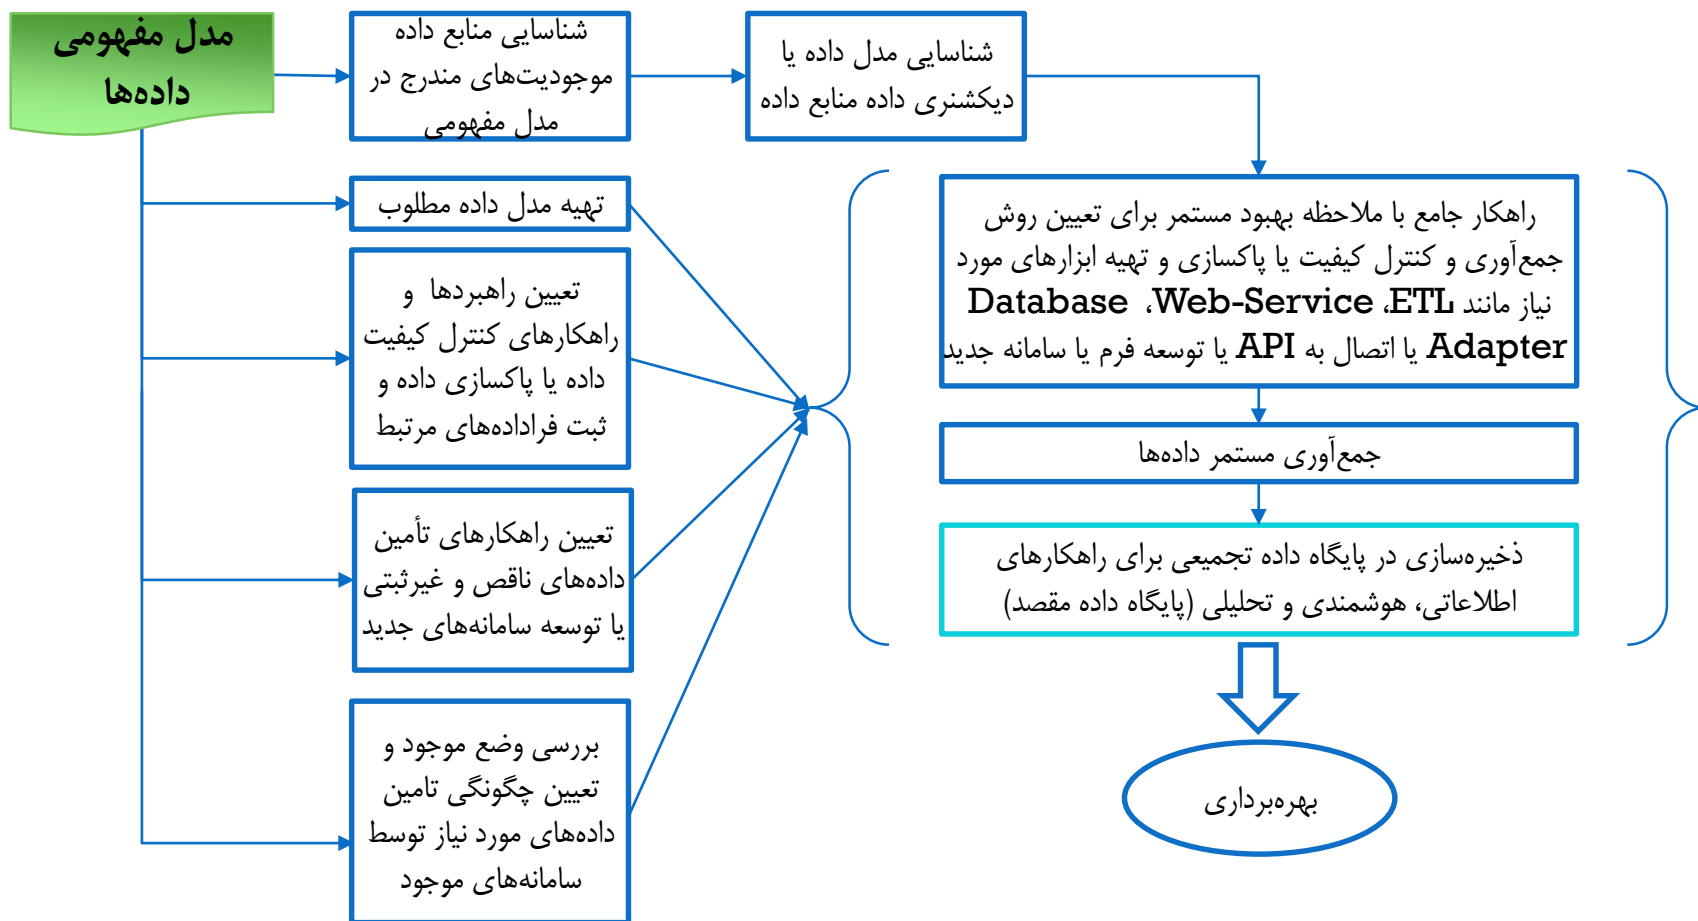 مدل مفهومی
داده‌ها
شناسایی منابع داده
موجودیت‌های مندرج در
مدل مفهومی
شناسایی مدل داده یا
دیکشنری داده منابع داده
تهیه مدل داده مطلوب
تعیین راهبردها و
راهکارهای کنترل کیفیت
داده یا پاکسازی داده و
ثبت فراداده‌های مرتبط
تعیین راهکارهای تأمین
داده‌های ناقص و غیرثبتی
یا توسعه سامانه‌های جدید
بررسی وضع موجود و
تعیین چگونگی تامین
داده‌های مورد نیاز توسط
سامانه‌های موجود
راهکار جامع با ملاحظه بهبود مستمر برای تعیین روش
جمع‌آوری و کنترل کیفیت یا پاکسازی و تهیه ابزارهای مورد
نیاز مانند ETL، Web-Service، Database
Adapter یا اتصال به API یا توسعه فرم یا سامانه جدید
جمع‌آوری مستمر داده‌ها
ذخیره‌سازی در پایگاه داده تجمیعی برای راهکارهای
اطلاعاتی، هوشمندی و تحلیلی (پایگاه داده مقصد)
بهره‌برداری